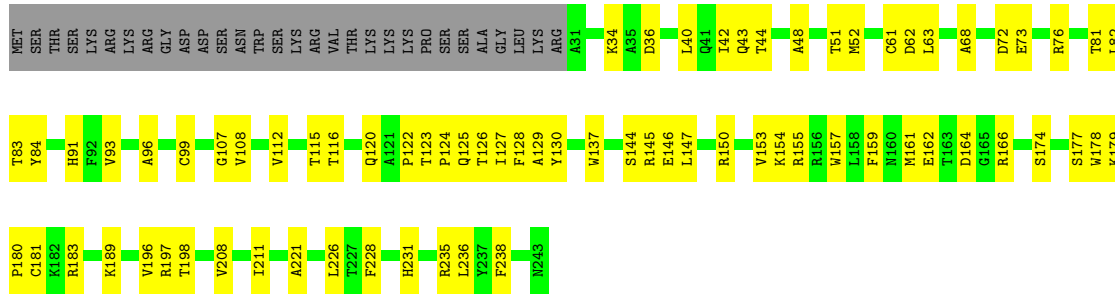 MET SER THR SER LYS ARG LYS ARG GLY ASP ASP SER ASN TRP SER LYS ARG VAL THR LYS LYS LYS PRO SER SER ALA GLY LEU LYS ARG A31 K34 A35 D36 L40 Q41 I42 Q43 T44 A48 T51 M52 C61 D62 L63 A68 D72 E73 R76 T81 L82
T83 Y84 H91 F92 V93 A96 C99 G107 V108 V112 T115 T116 Q120 A121 P122 T123 P124 Q125 T126 I127 F128 A129 Y130 W137 S144 R145 E146 L147 R150 V153 K154 R155 R156 W157 L158 F159 N160 M161 E162 T163 D164 G165 R166 S174 S177 W178 K179
P180 C181 K182 R183 K189 V196 R197 T198 V208 I211 A221 L226 T227 F228 H231 R235 L236 Y237 F238 N243